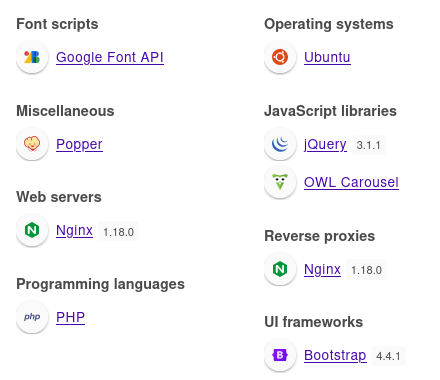 Font scripts
Google Font API
Miscellaneous
Popper
Web servers
Nginx 1.18.0
Programming languages
php PHP
Operating systems
Ubuntu
JavaScript libraries
jQuery 3.1.1
OWL Carousel
Reverse proxies
Nginx 1.18.0
UI frameworks
B Bootstrap 4.4.1